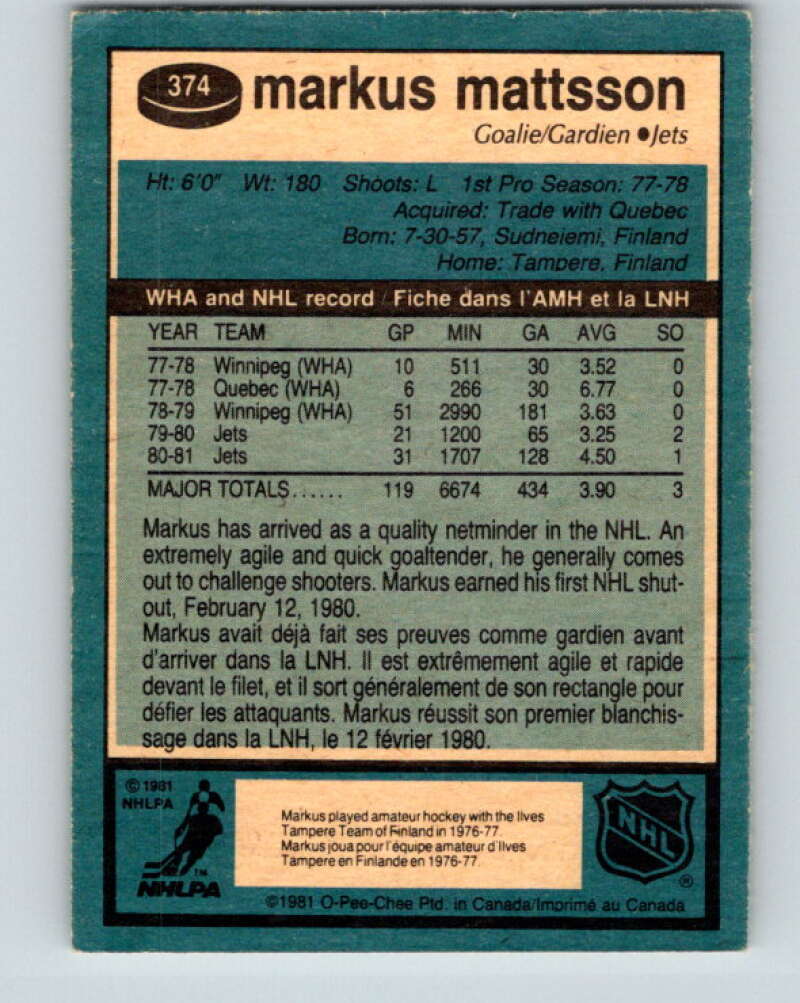 374 markus mattsson
Goalie/Gardien ●Jets
Ht: 6'0" Wt: 180 Shoots: L 1st Pro Season: 77-78
Acquired: Trade with Quebec
Born: 7-30-57, Sudneiemi, Finland
Home: Tampere, Finland
WHA and NHL record / Fiche dans l'AMH et la LNH
YEAR TEAM GP MIN GA AVG SO
77-78 Winnipeg (WHA) 10 511 30 3.52 0
77-78 Quebec (WHA) 6 266 30 6.77 0
78-79 Winnipeg (WHA) 51 2990 181 3.63 0
79-80 Jets 21 1200 65 3.25 2
80-81 Jets 31 1707 128 4.50 1
MAJOR TOTALS...... 119 6674 434 3.90 3
Markus has arrived as a quality netminder in the NHL. An
extremely agile and quick goaltender, he generally comes
out to challenge shooters. Markus earned his first NHL shut-
out, February 12, 1980.
Markus avait déjà fait ses preuves comme gardien avant
d'arriver dans la LNH. Il est extrêmement agile et rapide
devant le filet, et il sort généralement de son rectangle pour
défier les attaquants. Markus réussit son premier blanchis-
sage dans la LNH, le 12 février 1980.
© 1981
NHLPA
TM
NHLPA
Markus played amateur hockey with the Ilves
Tampere Team of Finland in 1976-77.
Markus joua pour l'équipe amateur d'Ilves
Tampere en Finlande en 1976-77.
NHL
®
©1981 O-Pee-Chee Ptd. in Canada/Imprimé au Canada